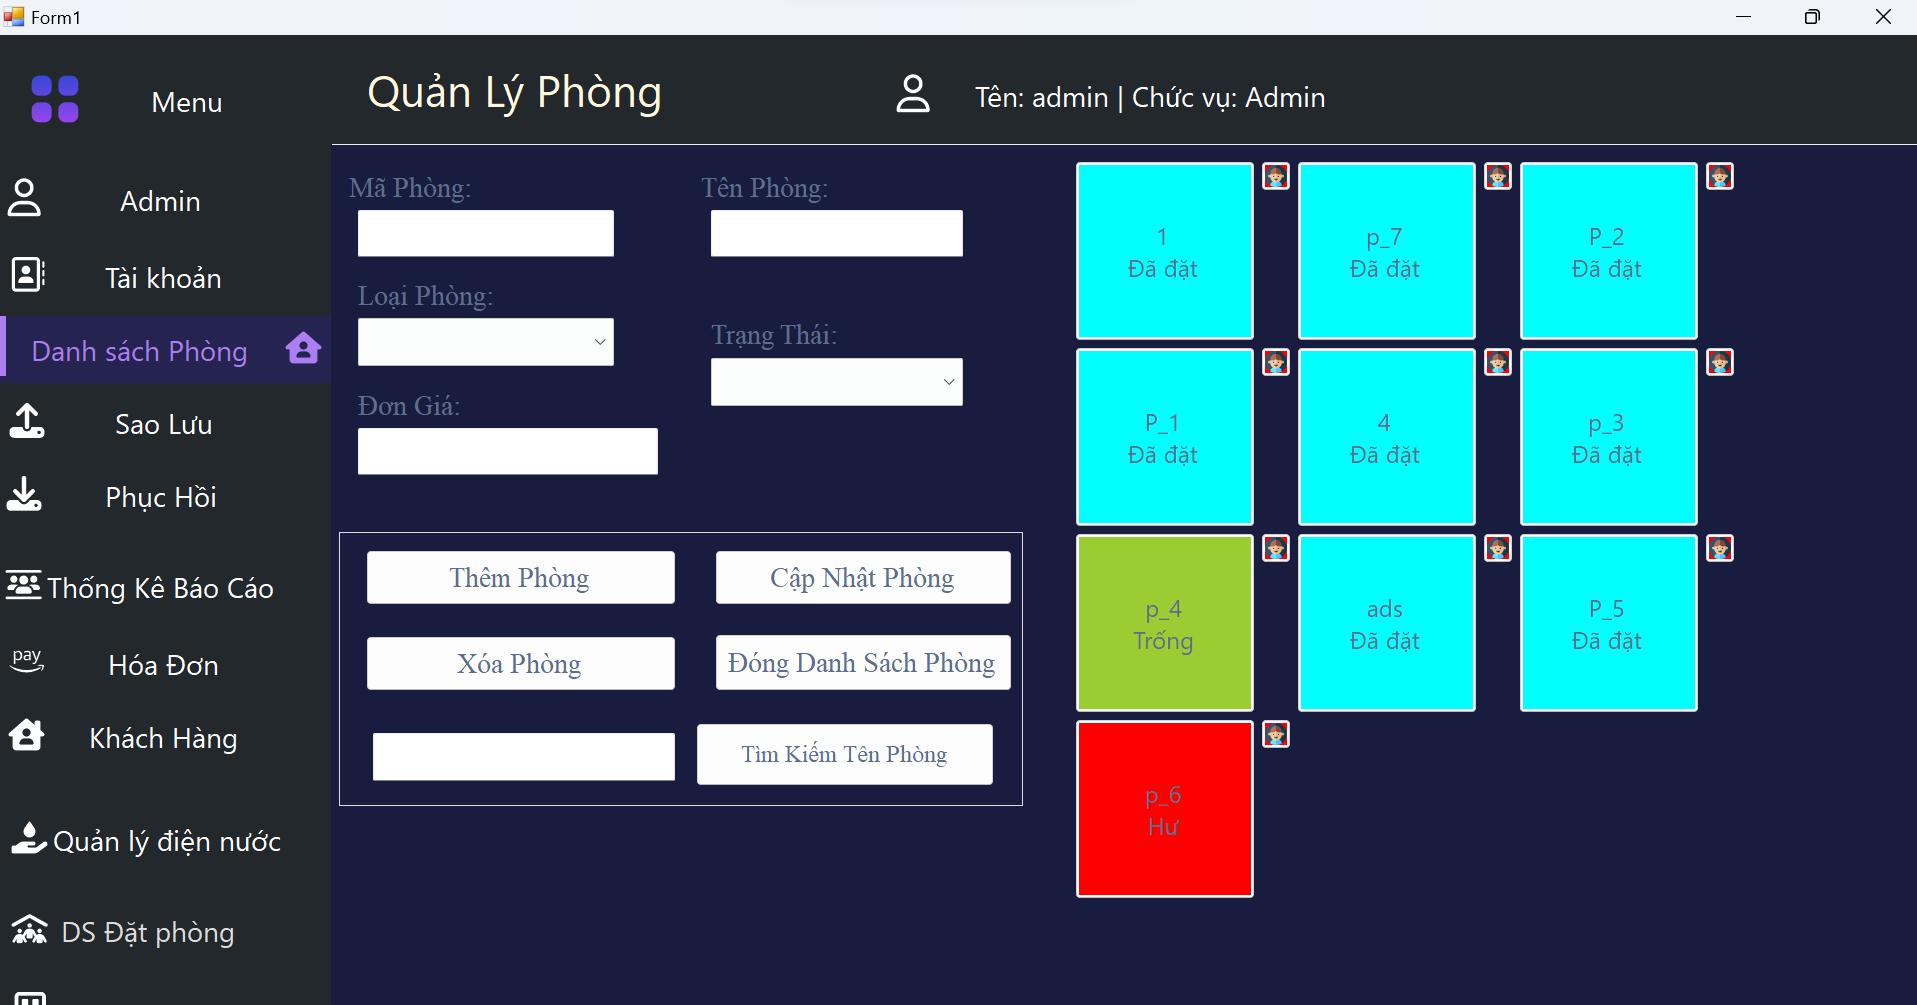 Form1
Menu
Quản Lý Phòng
Tên: admin | Chức vụ: Admin
Admin
Tài khoản
Danh sách Phòng
Sao Lưu
Phục Hồi
Thống Kê Báo Cáo
pay
Hóa Đơn
Khách Hàng
Quản lý điện nước
DS Đặt phòng
Mã Phòng:
Tên Phòng:
Loại Phòng:
Trạng Thái:
Đơn Giá:
Thêm Phòng
Cập Nhật Phòng
Xóa Phòng
Đóng Danh Sách Phòng
Tìm Kiếm Tên Phòng
1
Đã đặt
p_7
Đã đặt
P_2
Đã đặt
P_1
Đã đặt
4
Đã đặt
p_3
Đã đặt
p_4
Trống
ads
Đã đặt
P_5
Đã đặt
p_6
Hư